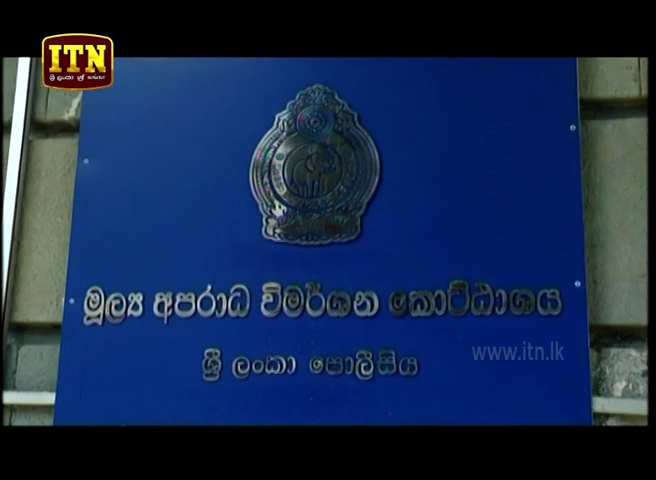 ITN
ශ්‍රී ලංකා
මූල්‍ය අපරාධ විමර්ශන කොට්ඨාශය
www.itn.lk
ශ්‍රී ලංකා පොලීසිය